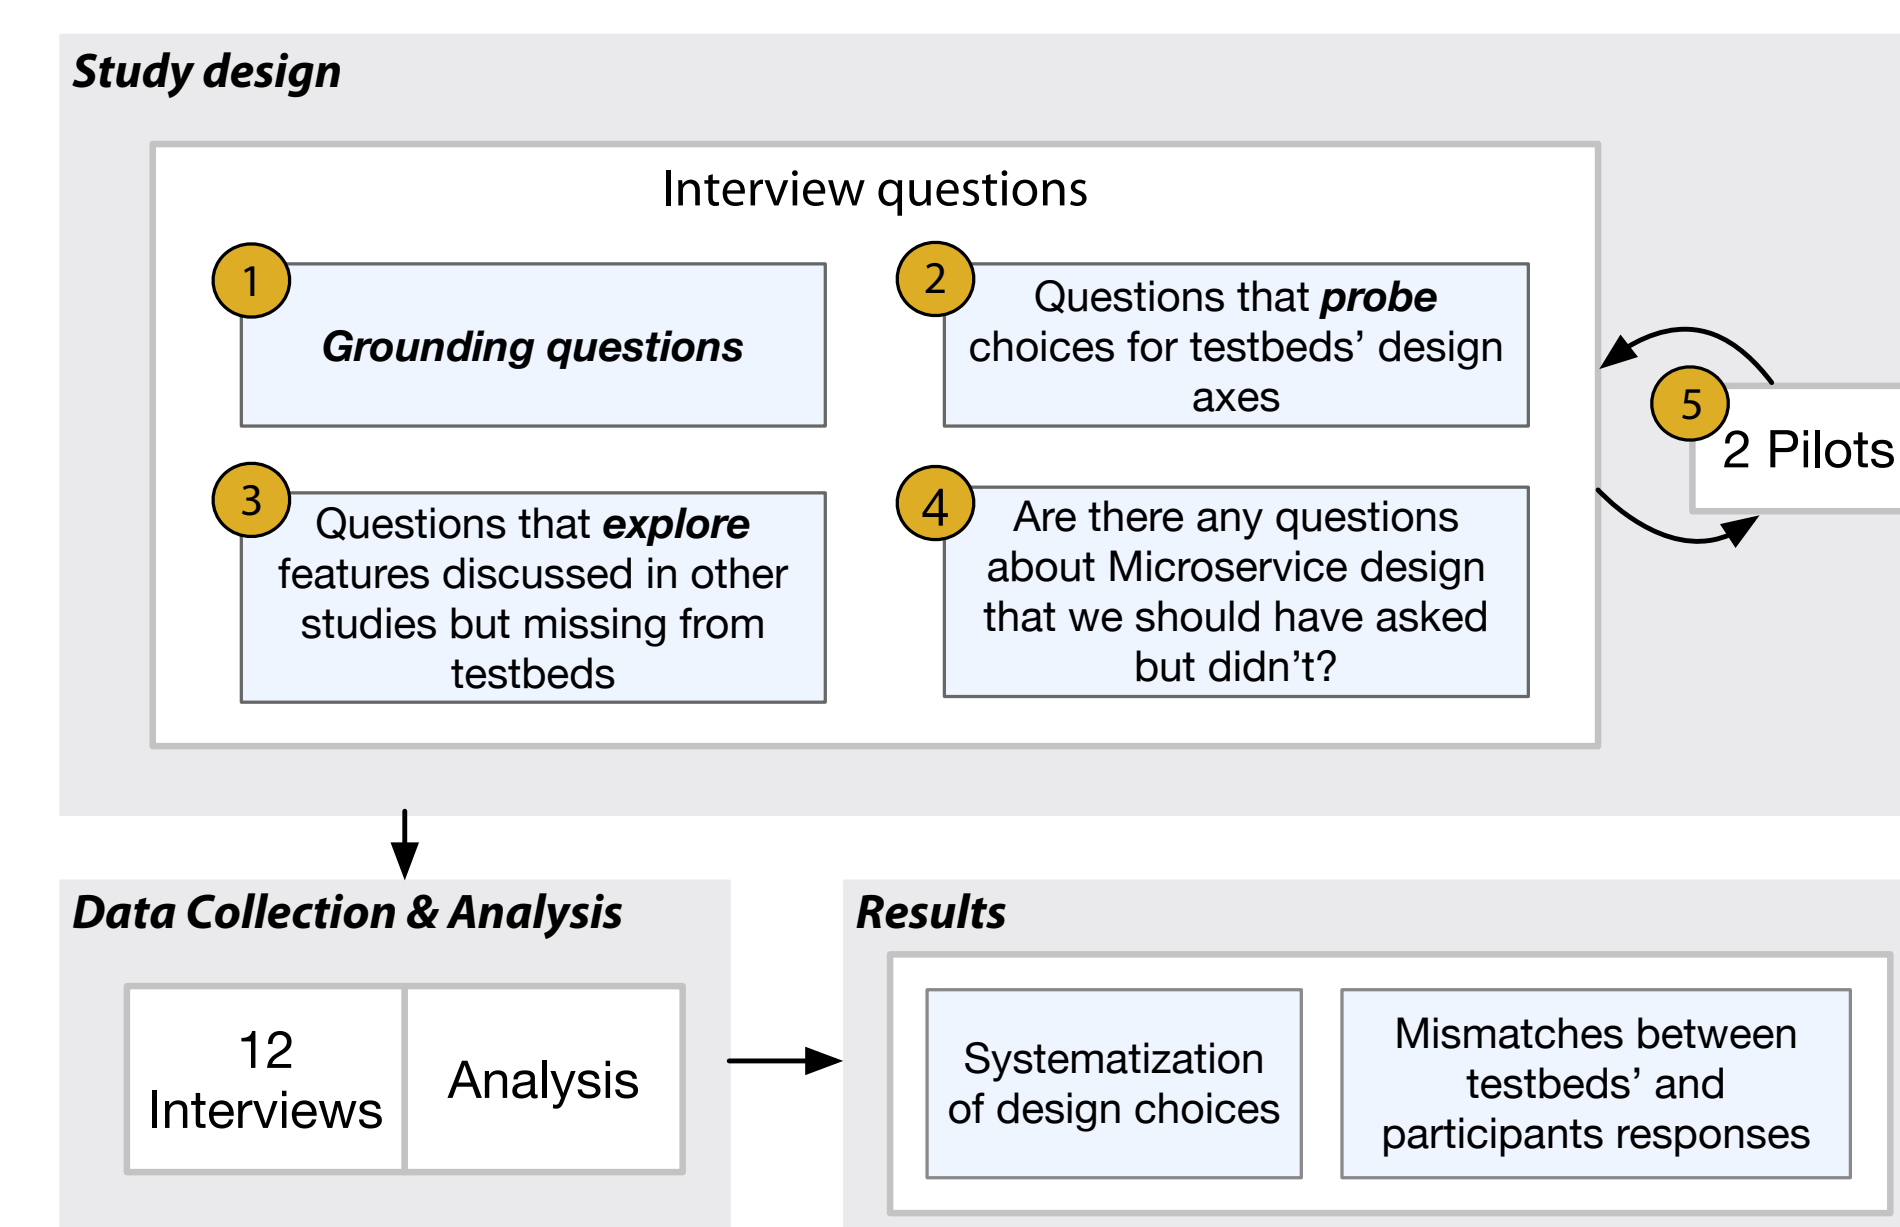 Study design
Interview questions
1
Grounding questions
2
Questions that probe
choices for testbeds’ design
axes
3
Questions that explore
features discussed in other
studies but missing from
testbeds
4
Are there any questions
about Microservice design
that we should have asked
but didn’t?
5
2 Pilots
Data Collection & Analysis
12
Interviews
Analysis
Results
Systematization
of design choices
Mismatches between
testbeds’ and
participants responses